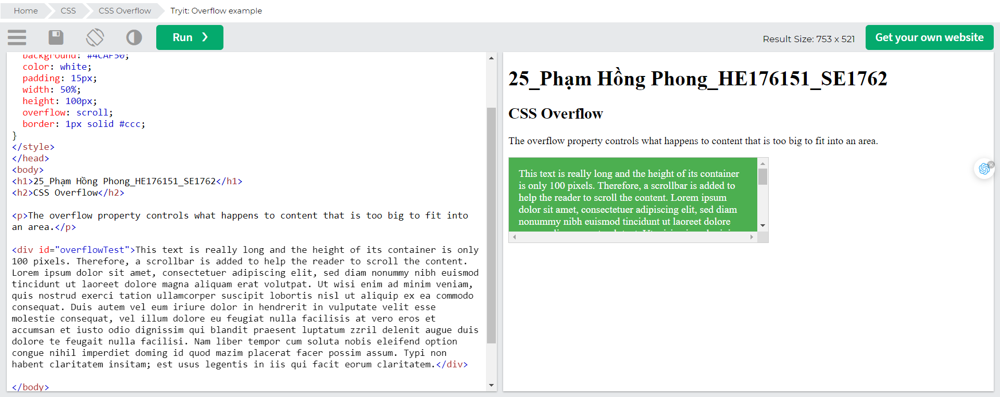 Home
CSS
CSS Overflow
Tryit: Overflow example
Run ❯
Result Size: 753 x 521
Get your own website
background: #4CAF50;
color: white;
padding: 15px;
width: 50%;
height: 100px;
overflow: scroll;
border: 1px solid #ccc;
}
</style>
</head>
<body>
<h1>25_Phạm Hồng Phong_HE176151_SE1762</h1>
<h2>CSS Overflow</h2>
<p>The overflow property controls what happens to content that is too big to fit into
an area.</p>
<div id="overflowTest">This text is really long and the height of its container is only
100 pixels. Therefore, a scrollbar is added to help the reader to scroll the content.
Lorem ipsum dolor sit amet, consectetuer adipiscing elit, sed diam nonummy nibh euismod
tincidunt ut laoreet dolore magna aliquam erat volutpat. Ut wisi enim ad minim veniam,
quis nostrud exerci tation ullamcorper suscipit lobortis nisl ut aliquip ex ea commodo
consequat. Duis autem vel eum iriure dolor in hendrerit in vulputate velit esse
molestie consequat, vel illum dolore eu feugiat nulla facilisis at vero eros et
accumsan et iusto odio dignissim qui blandit praesent luptatum zzril delenit augue duis
dolore te feugait nulla facilisi. Nam liber tempor cum soluta nobis eleifend option
congue nihil imperdiet doming id quod mazim placerat facer possim assum. Typi non
habent claritatem insitam; est usus legentis in iis qui facit eorum claritatem.</div>
</body>
25_Phạm Hồng Phong_HE176151_SE1762
CSS Overflow
The overflow property controls what happens to content that is too big to fit into an area.
This text is really long and the height of its container
is only 100 pixels. Therefore, a scrollbar is added to
help the reader to scroll the content. Lorem ipsum
dolor sit amet, consectetuer adipiscing elit, sed diam
nonummy nibh euismod tincidunt ut laoreet dolore